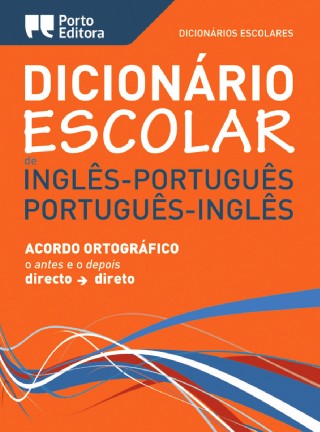 Porto
Editora
DICIONÁRIOS ESCOLARES
DICIONÁRIO
ESCOLAR
de
INGLÊS-PORTUGUÊS
PORTUGUÊS-INGLÊS
ACORDO ORTOGRÁFICO
o antes e o depois
directo → direto